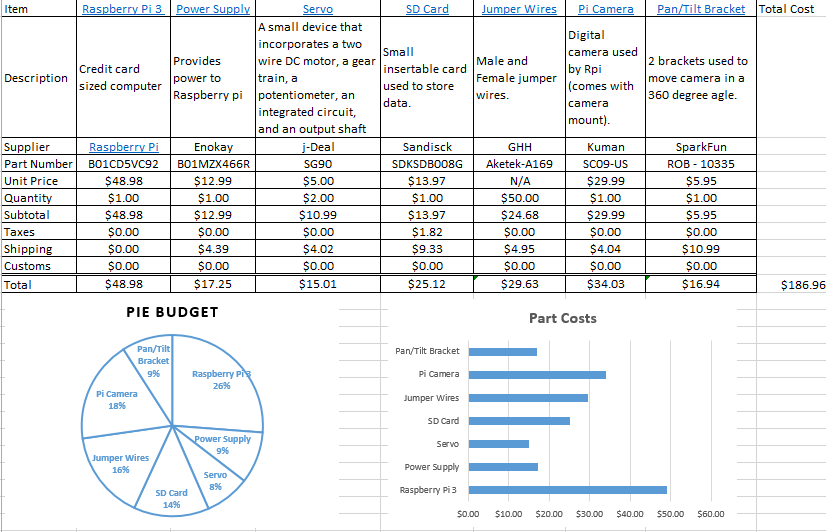 Item Raspberry Pi 3 Power Supply Servo SD Card Jumper Wires Pi Camera Pan/Tilt Bracket Total Cost
Description
Credit card
sized computer
Provides
power to
Raspberry pi
A small device that
incorporates a two
wire DC motor, a gear
train, a
potentiometer, an
integrated circuit,
and an output shaft
Small
insertable card
used to store
data.
Male and
Female jumper
wires.
Digital
camera used
by Rpi
(comes with
camera
mount).
2 brackets used to
move camera in a
360 degree agle.
Supplier Raspberry Pi Enokay j-Deal Sandisck GHH Kuman SparkFun
Part Number B01CD5VC92 B01MZX466R SG90 SDKSDB008G Aketek-A169 SC09-US ROB - 10335
Unit Price $48.98 $12.99 $5.00 $13.97 N/A $29.99 $5.95
Quantity $1.00 $1.00 $2.00 $1.00 $50.00 $1.00 $1.00
Subtotal $48.98 $12.99 $10.99 $13.97 $24.68 $29.99 $5.95
Taxes $0.00 $0.00 $0.00 $1.82 $0.00 $0.00 $0.00
Shipping $0.00 $4.39 $4.02 $9.33 $4.95 $4.04 $10.99
Customs $0.00 $0.00 $0.00 $0.00 $0.00 $0.00 $0.00
Total $48.98 $17.25 $15.01 $25.12 $29.63 $34.03 $16.94 $186.96
PIE BUDGET
Raspberry Pi 3
26%
Power Supply
9%
Servo
8%
SD Card
14%
Jumper Wires
16%
Pi Camera
18%
Pan/Tilt
Bracket
9%
Part Costs
Pan/Tilt Bracket
Pi Camera
Jumper Wires
SD Card
Servo
Power Supply
Raspberry Pi 3
$0.00 $10.00 $20.00 $30.00 $40.00 $50.00 $60.00